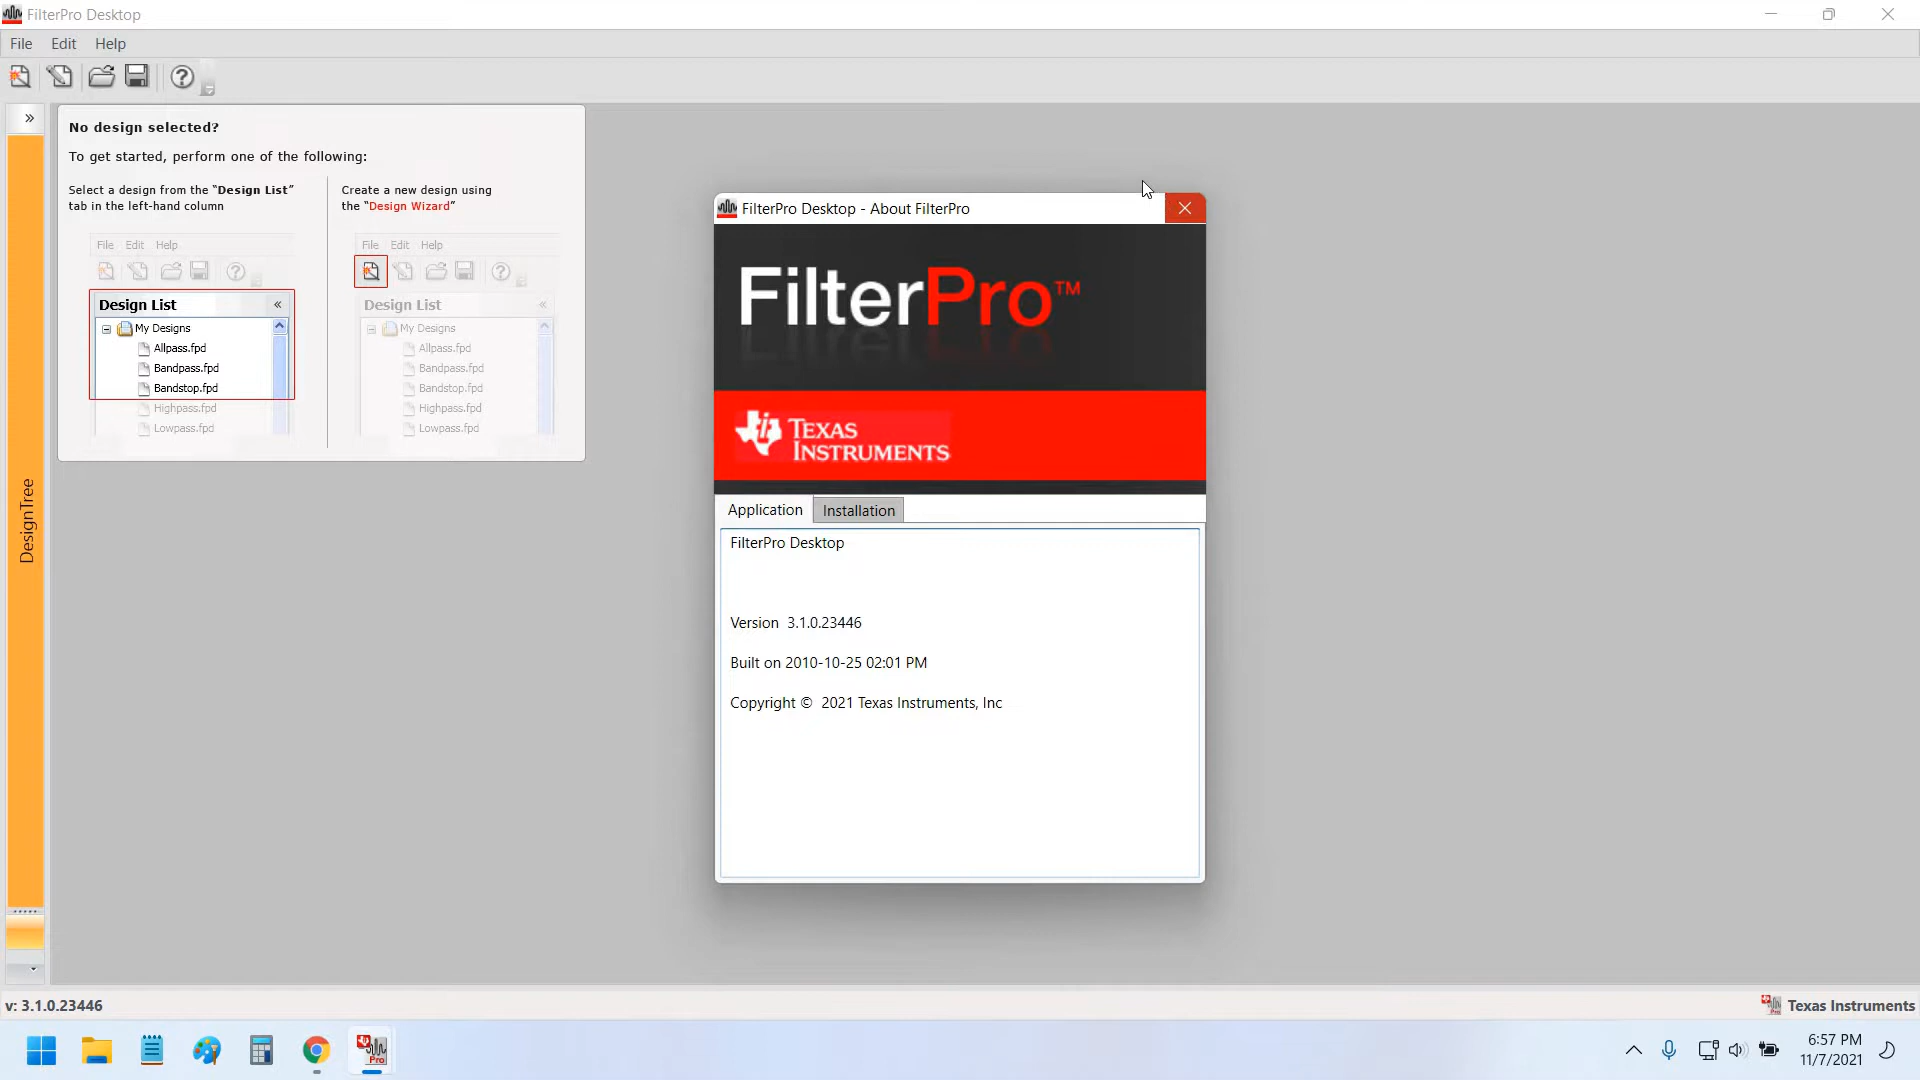 FilterPro Desktop
File Edit Help
»
No design selected?
To get started, perform one of the following:
Select a design from the “Design List”
tab in the left-hand column
Create a new design using
the “Design Wizard”
File Edit Help
Design List «
My Designs
Allpass.fpd
Bandpass.fpd
Bandstop.fpd
Highpass.fpd
Lowpass.fpd
File Edit Help
Design List «
My Designs
Allpass.fpd
Bandpass.fpd
Bandstop.fpd
Highpass.fpd
Lowpass.fpd
DesignTree
FilterPro Desktop - About FilterPro
FilterPro™
TEXAS
INSTRUMENTS
Application Installation
FilterPro Desktop
Version 3.1.0.23446
Built on 2010-10-25 02:01 PM
Copyright © 2021 Texas Instruments, Inc
v: 3.1.0.23446
Texas Instruments
Pro
6:57 PM
11/7/2021